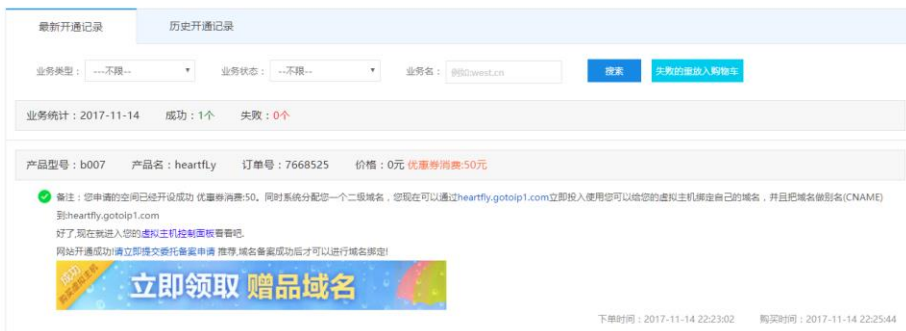 最新开通记录 历史开通记录
业务类型： ---不限-- 业务状态： --不限-- 业务名： 例如:west.cn 搜索 失败的重放入购物车
业务统计：2017-11-14 成功：1个 失败：0个
产品型号：b007 产品名：heartfLy 订单号：7668525 价格：0元 优惠券消费:50元
备注：您申请的空间已经开设成功 优惠券消费:50。同时系统分配您一个二级域名，您现在可以通过heartfly.gotoip1.com立即投入使用您可以给您的虚拟主机绑定自己的域名，并且把域名做别名(CNAME)
到:heartfly.gotoip1.com
好了,现在就进入您的虚拟主机控制面板看看吧.
网站开通成功!请立即提交委托备案申请 推荐,域名备案成功后才可以进行域名绑定!
成功
购买虚拟主机
立即领取 赠品域名
下单时间：2017-11-14 22:23:02 购买时间：2017-11-14 22:25:44